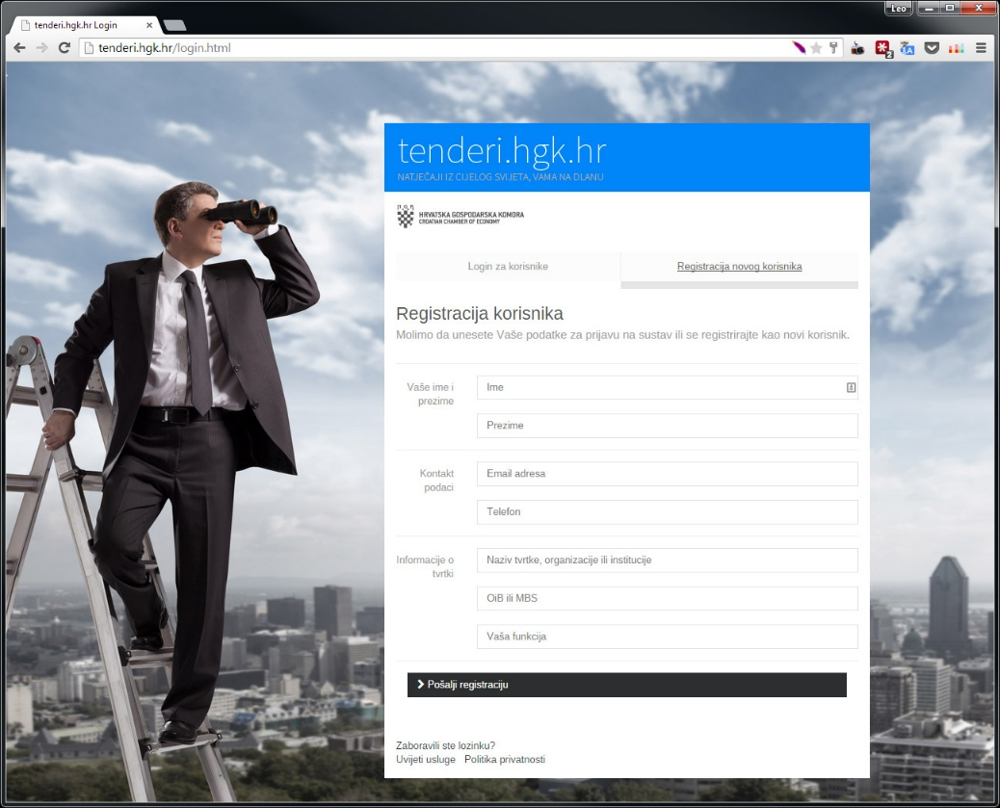 Leo
tenderi.hgk.hr Login
tenderi.hgk.hr/login.html
2
tenderi.hgk.hr
NATJEČAJI IZ CIJELOG SVIJETA, VAMA NA DLANU
HRVATSKA GOSPODARSKA KOMORA
CROATIAN CHAMBER OF ECONOMY
Login za korisnike
Registracija novog korisnika
Registracija korisnika
Molimo da unesete Vaše podatke za prijavu na sustav ili se registrirajte kao novi korisnik.
Vaše ime i
prezime
Ime
Prezime
Kontakt
podaci
Email adresa
Telefon
Informacije o
tvrtki
Naziv tvrtke, organizacije ili institucije
OiB ili MBS
Vaša funkcija
Pošalji registraciju
Zaboravili ste lozinku?
Uvijeti usluge Politika privatnosti